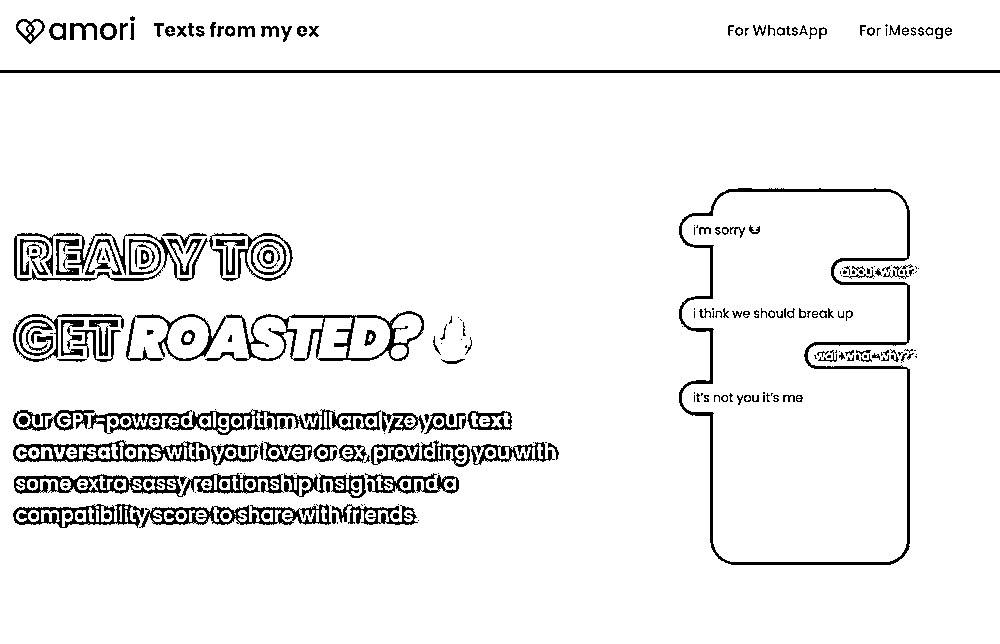 amori Texts from my ex
For WhatsApp For iMessage
READY TO
GET ROASTED? 🔥
Our GPT-powered algorithm will analyze your text
conversations with your lover or ex, providing you with
some extra sassy relationship insights and a
compatibility score to share with friends.
i'm sorry
about what?
i think we should break up
wait what why??
it's not you it's me